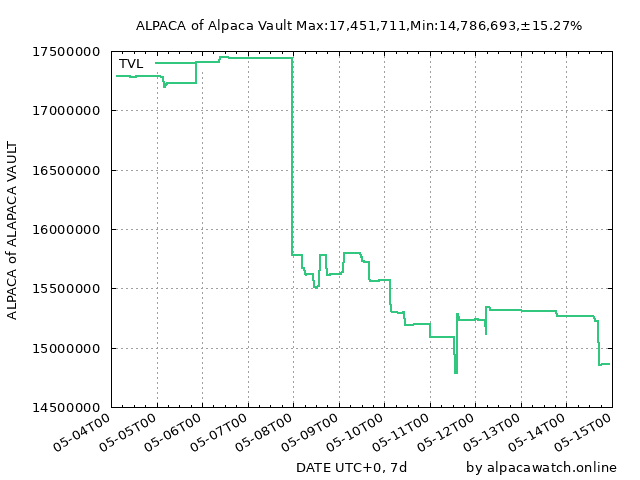 ALPACA of Alpaca Vault Max:17,451,711,Min:14,786,693,±15.27%
TVL
17500000
17000000
16500000
16000000
15500000
15000000
14500000
ALPACA of ALAPACA VAULT
05-04T00
05-05T00
05-06T00
05-07T00
05-08T00
05-09T00
05-10T00
05-11T00
05-12T00
05-13T00
05-14T00
05-15T00
DATE UTC+0, 7d
by alpacawatch.online